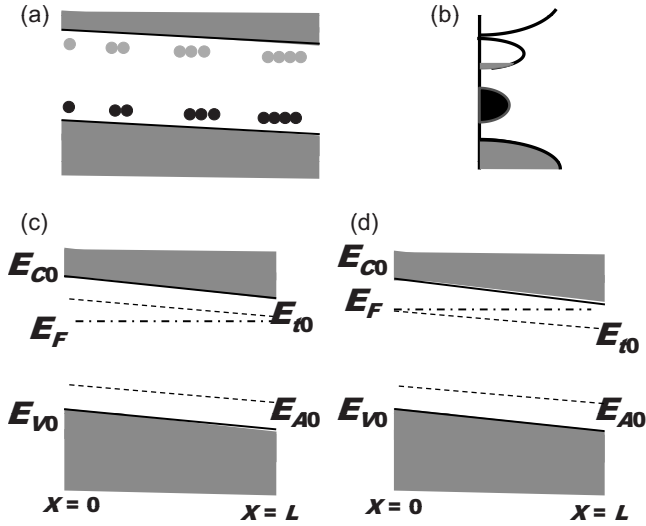 (a)
(b)
(c)
(d)
E_C0
E_F
E_t0
E_V0
E_A0
X = 0
X = L
E_C0
E_F
E_t0
E_V0
E_A0
X = 0
X = L